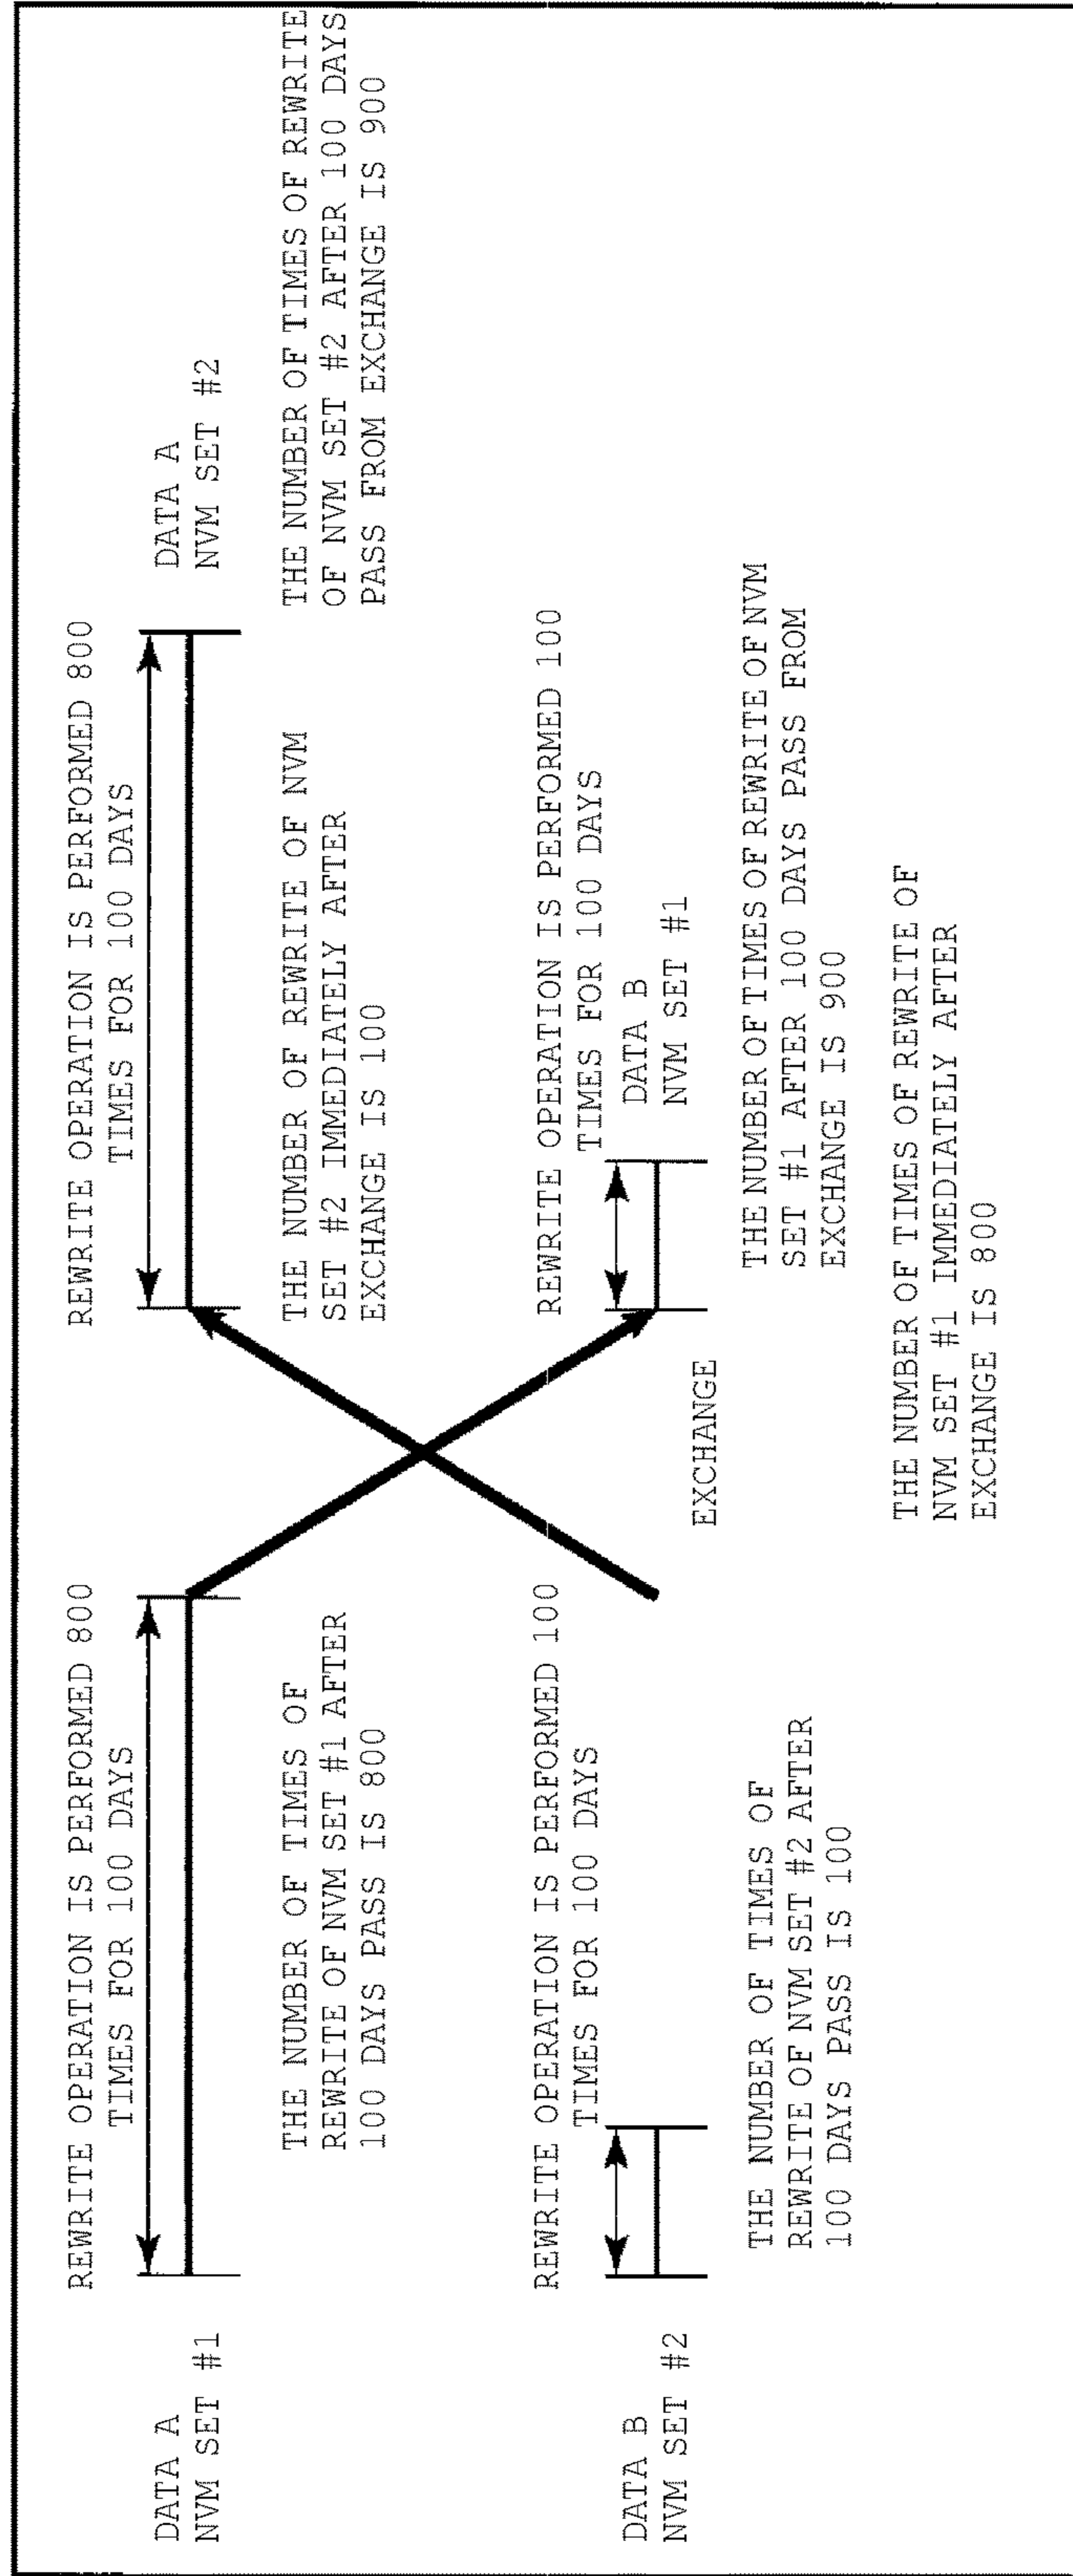 DATA A
NVM SET #1
REWRITE OPERATION IS PERFORMED 800
TIMES FOR 100 DAYS
THE NUMBER OF TIMES OF
REWRITE OF NVM SET #1 AFTER
100 DAYS PASS IS 800
DATA B
NVM SET #2
REWRITE OPERATION IS PERFORMED 100
TIMES FOR 100 DAYS
THE NUMBER OF TIMES OF
REWRITE OF NVM SET #2 AFTER
100 DAYS PASS IS 100
EXCHANGE
REWRITE OPERATION IS PERFORMED 800
TIMES FOR 100 DAYS
THE NUMBER OF REWRITE OF NVM
SET #2 IMMEDIATELY AFTER
EXCHANGE IS 100
DATA A
NVM SET #2
THE NUMBER OF TIMES OF REWRITE
OF NVM SET #2 AFTER 100 DAYS
PASS FROM EXCHANGE IS 900
REWRITE OPERATION IS PERFORMED 100
TIMES FOR 100 DAYS
DATA B
NVM SET #1
THE NUMBER OF TIMES OF REWRITE OF NVM
SET #1 AFTER 100 DAYS PASS FROM
EXCHANGE IS 900
THE NUMBER OF TIMES OF REWRITE OF
NVM SET #1 IMMEDIATELY AFTER
EXCHANGE IS 800